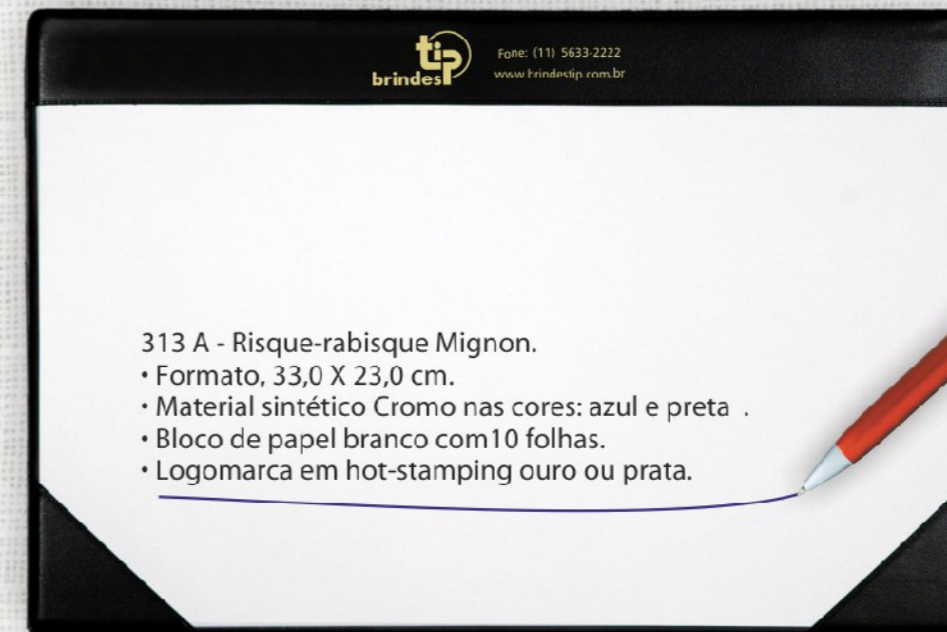 tip
brindes
Fone: (11) 5633-2222
www.brindestip.com.br
313 A - Risque-rabisque Mignon.
• Formato, 33,0 X 23,0 cm.
• Material sintético Cromo nas cores: azul e preta .
• Bloco de papel branco com10 folhas.
• Logomarca em hot-stamping ouro ou prata.